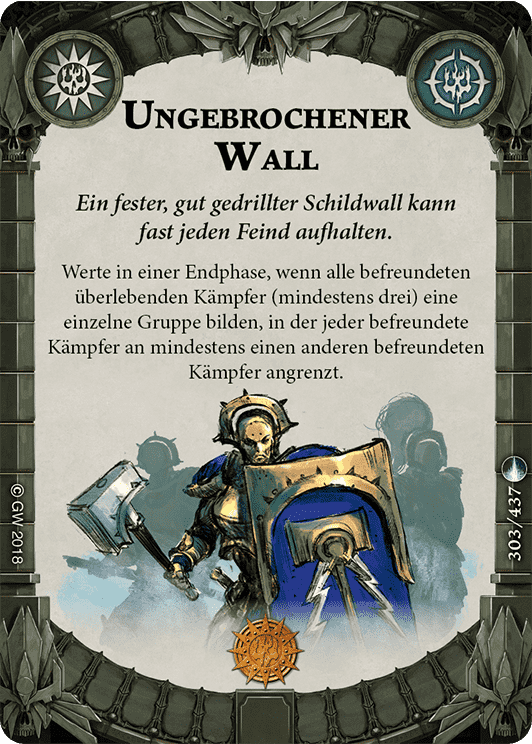 Ungebrochener
Wall
Ein fester, gut gedrillter Schildwall kann
fast jeden Feind aufhalten.
Werte in einer Endphase, wenn alle befreundeten
überlebenden Kämpfer (mindestens drei) eine
einzelne Gruppe bilden, in der jeder befreundete
Kämpfer an mindestens einen anderen befreundeten
Kämpfer angrenzt.
© GW 2018
303/437